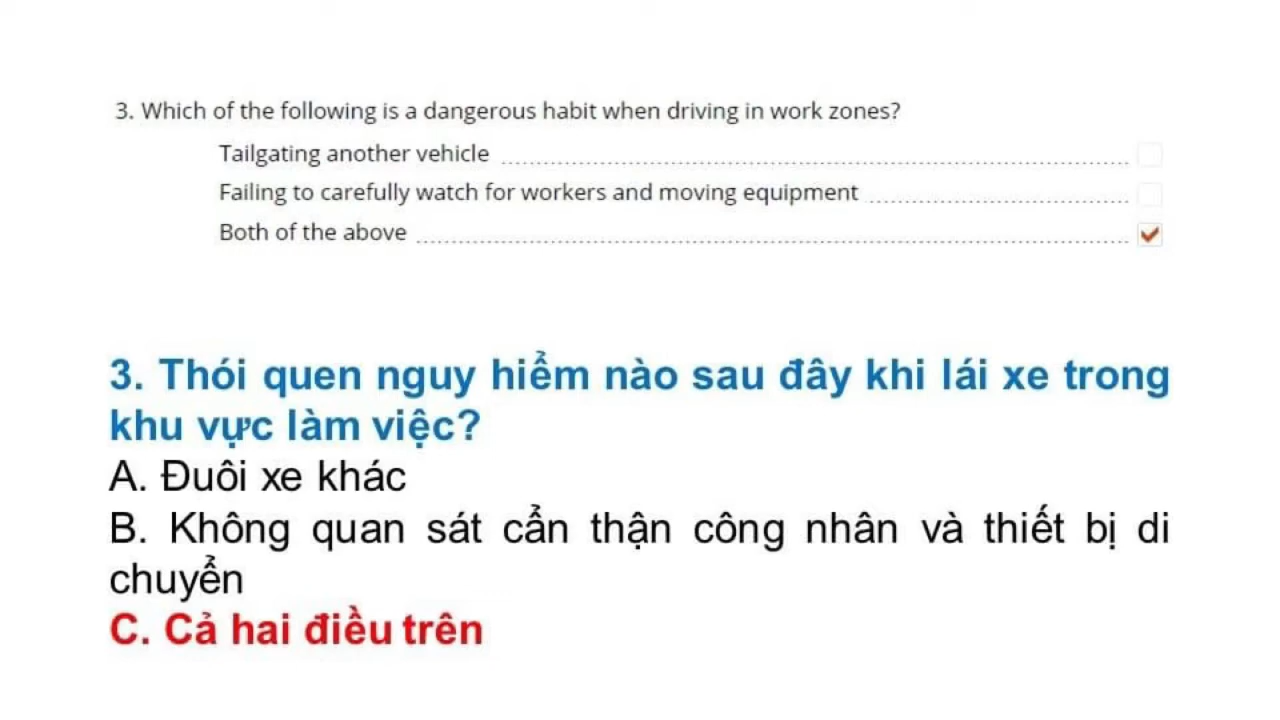 3. Which of the following is a dangerous habit when driving in work zones?
Tailgating another vehicle
Failing to carefully watch for workers and moving equipment
Both of the above
3. Thói quen nguy hiểm nào sau đây khi lái xe trong
khu vực làm việc?
A. Đuôi xe khác
B. Không quan sát cẩn thận công nhân và thiết bị di
chuyển
C. Cả hai điều trên